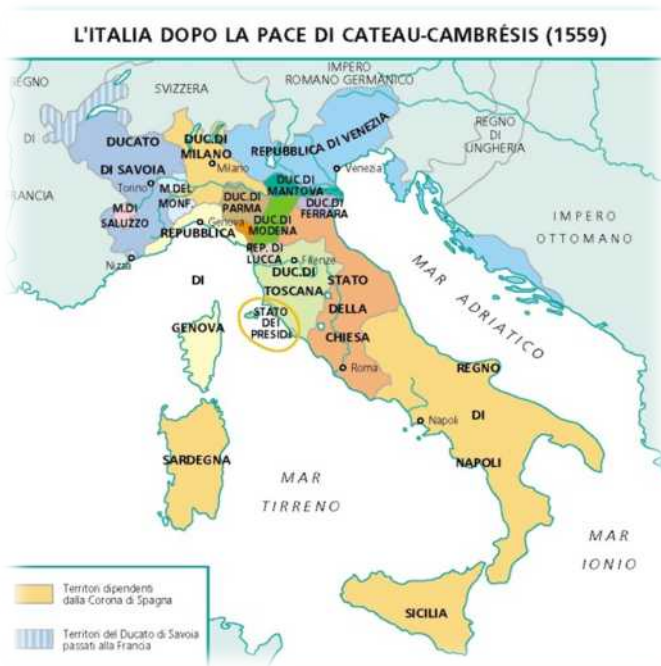 L'ITALIA DOPO LA PACE DI CATEAU-CAMBRÉSIS (1559)
REGNO
DI
FRANCIA
SVIZZERA
IMPERO
ROMANO GERMANICO
REGNO
DI
UNGHERIA
IMPERO
OTTOMANO
DUCATO
DI SAVOIA
Torino
DUC. DI
MILANO
Milano
REPUBBLICA DI VENEZIA
Venezia
M. DEL
MONF.
M. DI
SALUZZO
DUC. DI
PARMA
DUC. DI
MANTOVA
DUC. DI
FERRARA
DUC. DI
MODENA
Genova
REPUBBLICA
DI
GENOVA
Nizza
REP. DI
LUCCA
Firenze
DUC. DI
TOSCANA
STATO
DELLA
CHIESA
STATO
DEI
PRESIDI
Roma
MAR ADRIATICO
REGNO
DI
NAPOLI
Napoli
SARDEGNA
MAR
TIRRENO
MAR
IONIO
SICILIA
Territori dipendenti
dalla Corona di Spagna
Territori del Ducato di Savoia
passati alla Francia